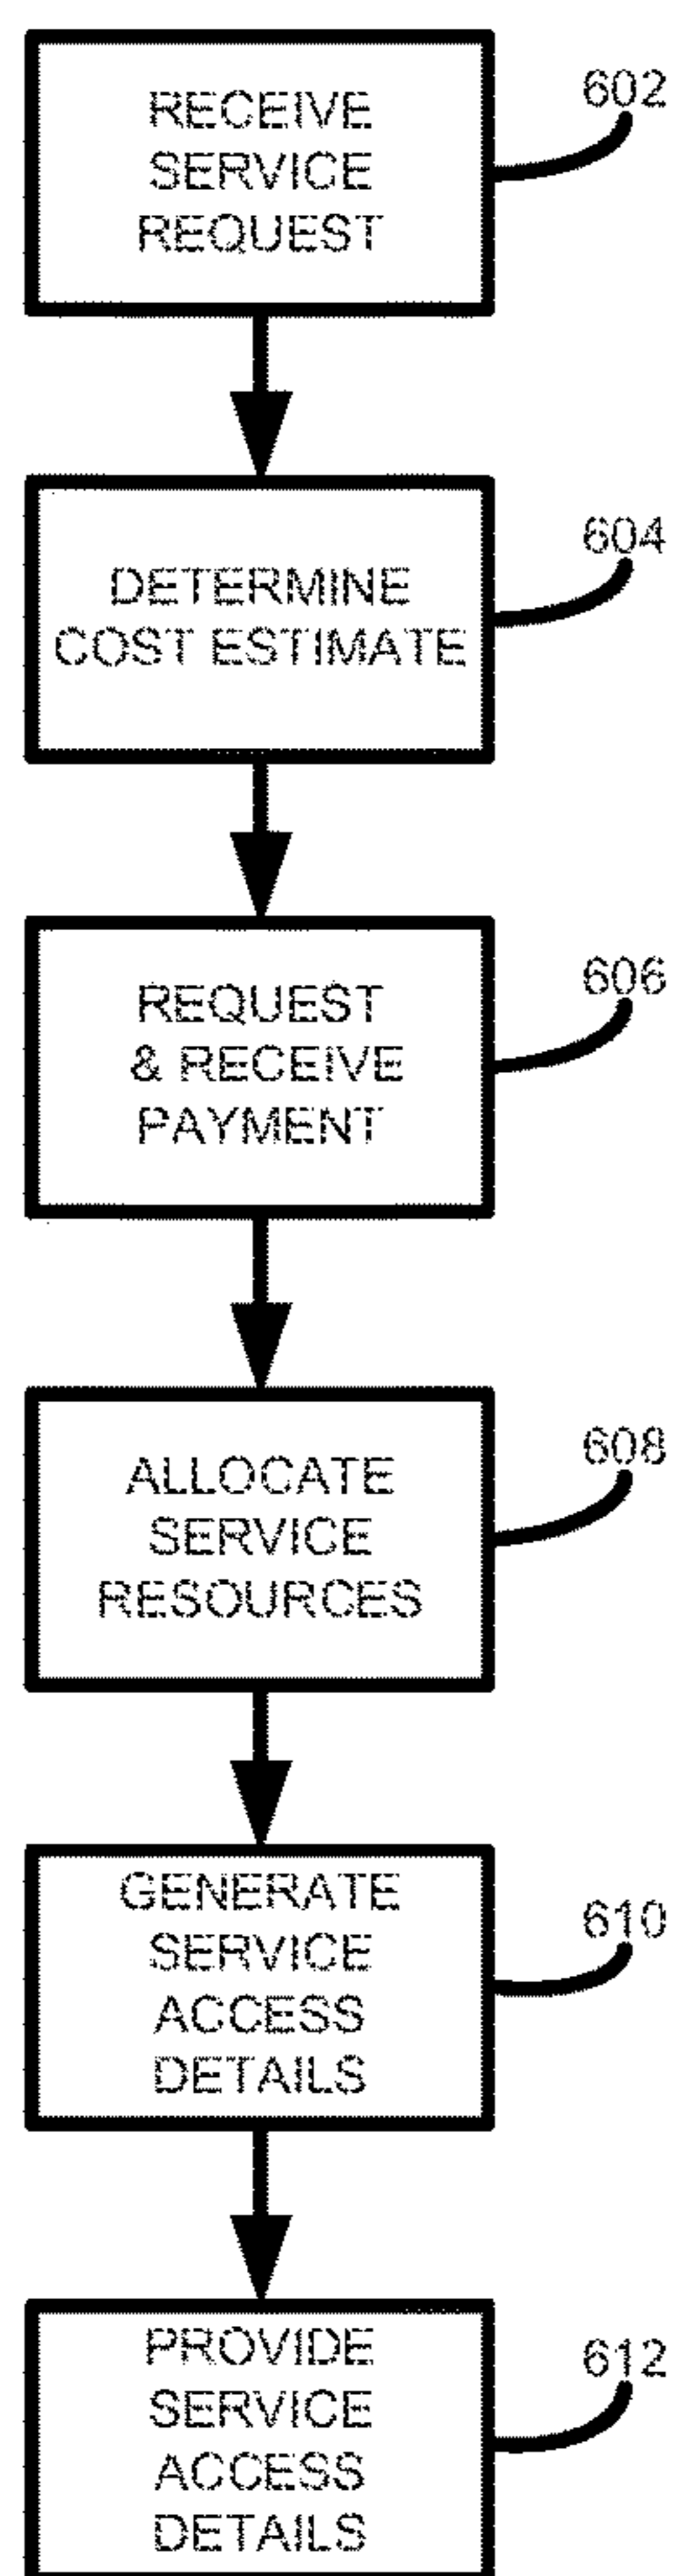 RECEIVE
SERVICE
REQUEST
602
DETERMINE
COST ESTIMATE
604
REQUEST
& RECEIVE
PAYMENT
606
ALLOCATE
SERVICE
RESOURCES
608
GENERATE
SERVICE
ACCESS
DETAILS
610
PROVIDE
SERVICE
ACCESS
DETAILS
612